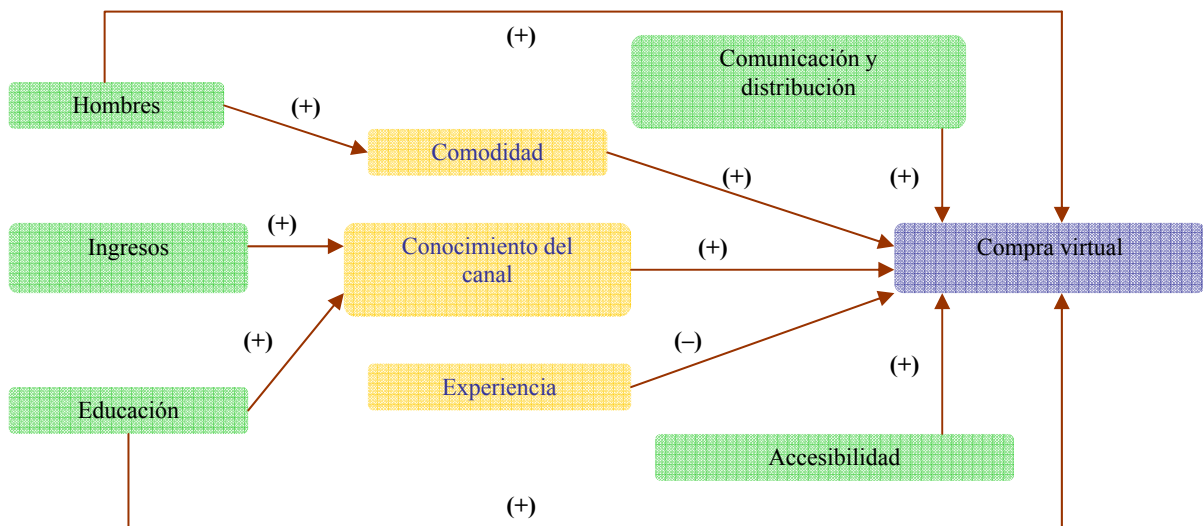 (+)
Comunicación y
distribución
Hombres
(+)
Comodidad
(+)
(+)
Ingresos
(+)
Conocimiento del
canal
(+)
Compra virtual
(+)
(–)
Experiencia
(+)
Educación
Accesibilidad
(+)